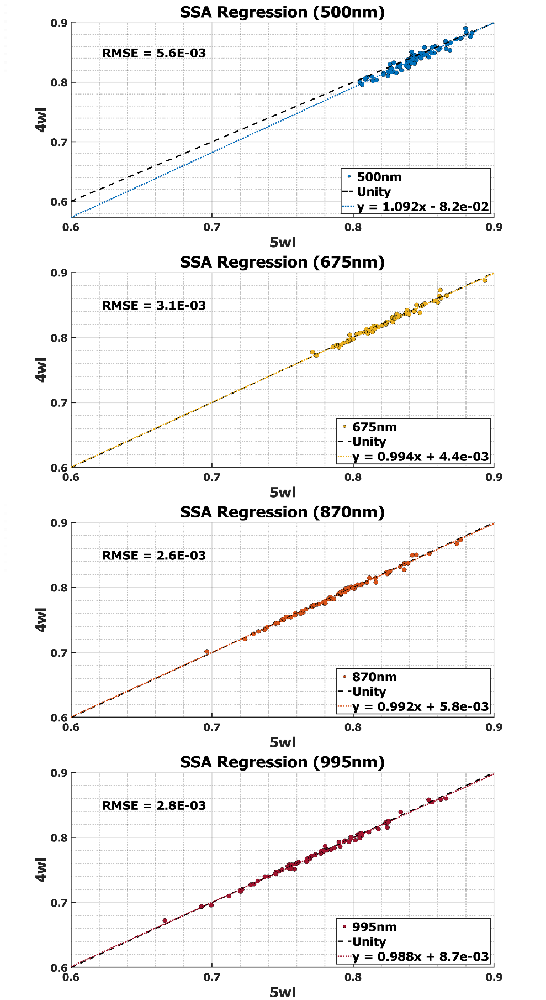 SSA Regression (500nm)
0.9
RMSE = 5.6E-03
0.8
4wl
0.7
0.6
500nm
Unity
y = 1.092x - 8.2e-02
0.6
0.7
0.8
0.9
5wl
SSA Regression (675nm)
0.9
RMSE = 3.1E-03
0.8
4wl
0.7
0.6
675nm
Unity
y = 0.994x + 4.4e-03
0.6
0.7
0.8
0.9
5wl
SSA Regression (870nm)
0.9
RMSE = 2.6E-03
0.8
4wl
0.7
0.6
870nm
Unity
y = 0.992x + 5.8e-03
0.6
0.7
0.8
0.9
5wl
SSA Regression (995nm)
0.9
RMSE = 2.8E-03
0.8
4wl
0.7
0.6
995nm
Unity
y = 0.988x + 8.7e-03
0.6
0.7
0.8
0.9
5wl